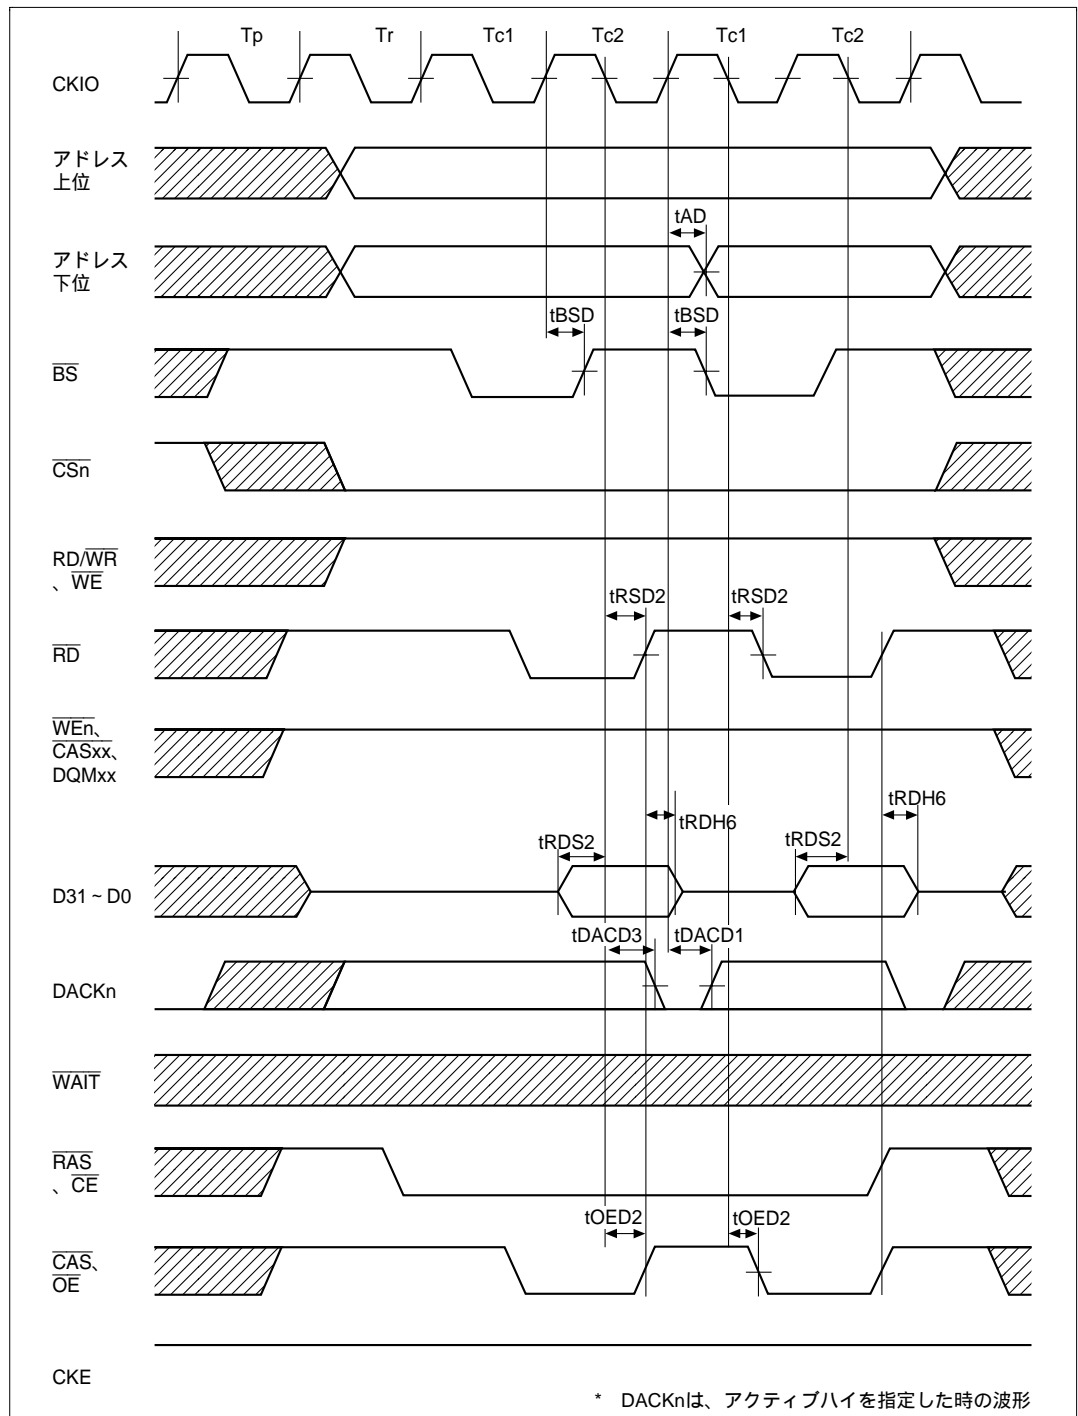 Tp Tr Tc1 Tc2 Tc1 Tc2
CKIO
アドレス
上位
tAD
アドレス
下位
tBSD tBSD
BS
CSn
RD/WR
、WE
tRSD2 tRSD2
RD
WEn、
CASxx、
DQMxx
tRDH6
tRDH6
tRDS2
tRDS2
D31~D0
tDACD3 tDACD1
DACKn
WAIT
RAS
、CE
tOED2 tOED2
CAS、
OE
CKE
* DACKnは、アクティブハイを指定した時の波形